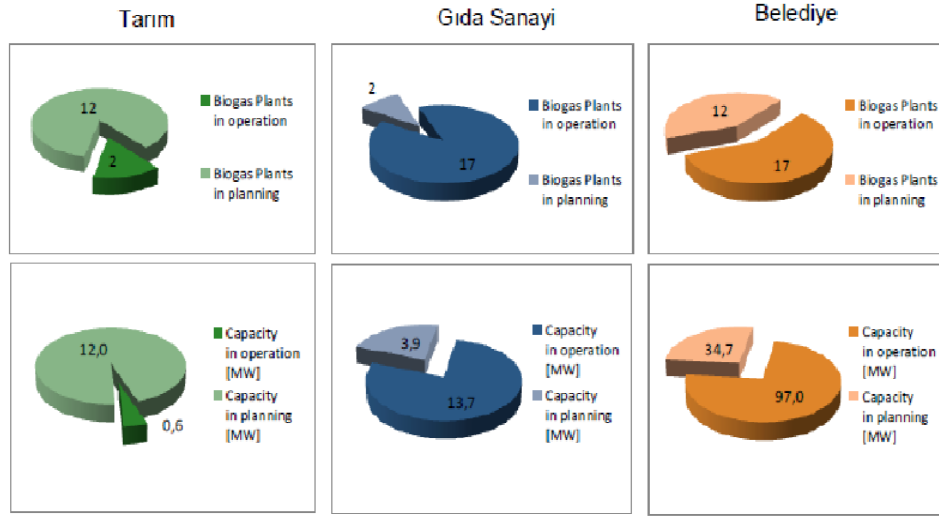 Tarım
Gıda Sanayi
Belediye
12
2
Biogas Plants
in operation
Biogas Plants
in planning
2
17
Biogas Plants
in operation
Biogas Plants
in planning
12
17
Biogas Plants
in operation
Biogas Plants
in planning
12,0
0,6
Capacity
in operation
[MW]
Capacity
in planning
[MW]
3,9
13,7
Capacity
in operation
[MW]
Capacity
in planning
[MW]
34,7
97,0
Capacity
in operation
[MW]
Capacity
in planning
[MW]